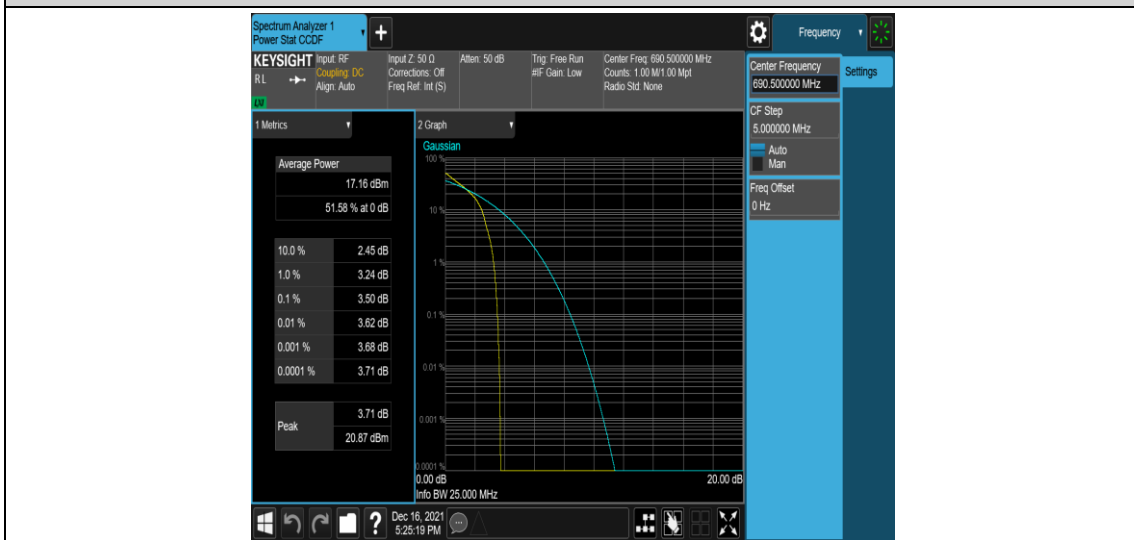 Spectrum Analyzer 1
Power Stat CCDF
+
Frequency
KEYSIGHT
RL
Input: RF
Coupling: DC
Align: Auto
Input Z: 50 Ω
Corrections: Off
Freq Ref: Int (S)
Atten: 50 dB
Trig: Free Run
#IF Gain: Low
Center Freq: 690.500000 MHz
Counts: 1.00 M/1.00 Mpt
Radio Std: None
1 Metrics
Average Power
17.16 dBm
51.58 % at 0 dB
10.0 % 2.45 dB
1.0 % 3.24 dB
0.1 % 3.50 dB
0.01 % 3.62 dB
0.001 % 3.68 dB
0.0001 % 3.71 dB
Peak 3.71 dB
20.87 dBm
2 Graph
Gaussian
100 %
10 %
1 %
0.1 %
0.01 %
0.001 %
0.0001 %
0.00 dB 20.00 dB
Info BW 25.000 MHz
Center Frequency
690.500000 MHz
Settings
CF Step
5.000000 MHz
Auto
Man
Freq Offset
0 Hz
?
Dec 16, 2021
5:25:19 PM